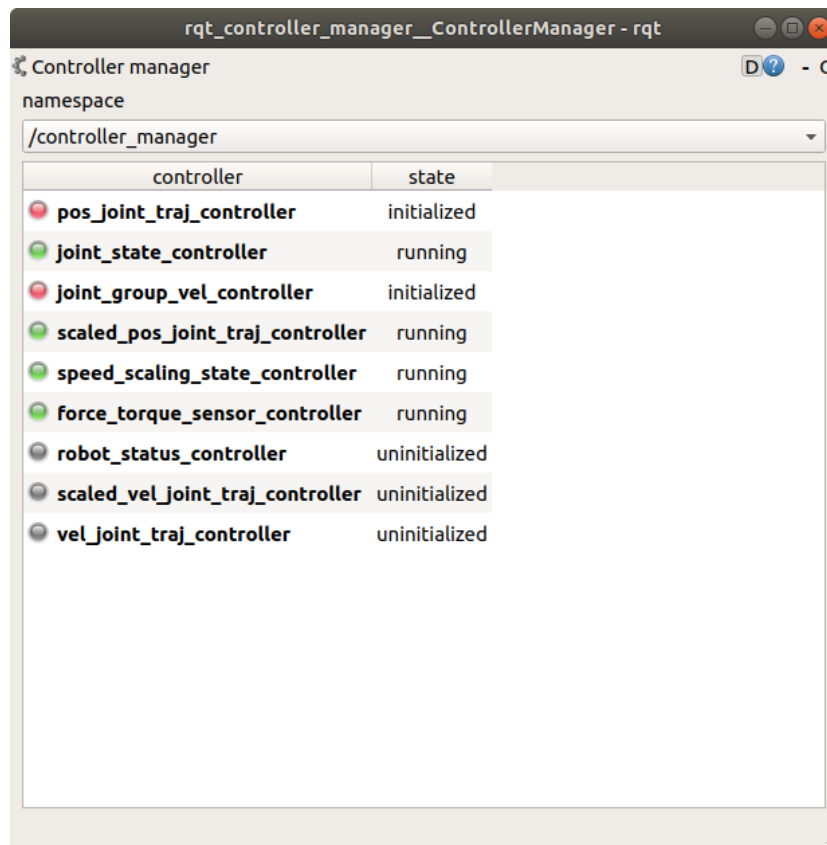 rqt_controller_manager__ControllerManager - rqt
Controller manager D ? - C
namespace
/controller_manager
controller state
pos_joint_traj_controller initialized
joint_state_controller running
joint_group_vel_controller initialized
scaled_pos_joint_traj_controller running
speed_scaling_state_controller running
force_torque_sensor_controller running
robot_status_controller uninitialized
scaled_vel_joint_traj_controller uninitialized
vel_joint_traj_controller uninitialized